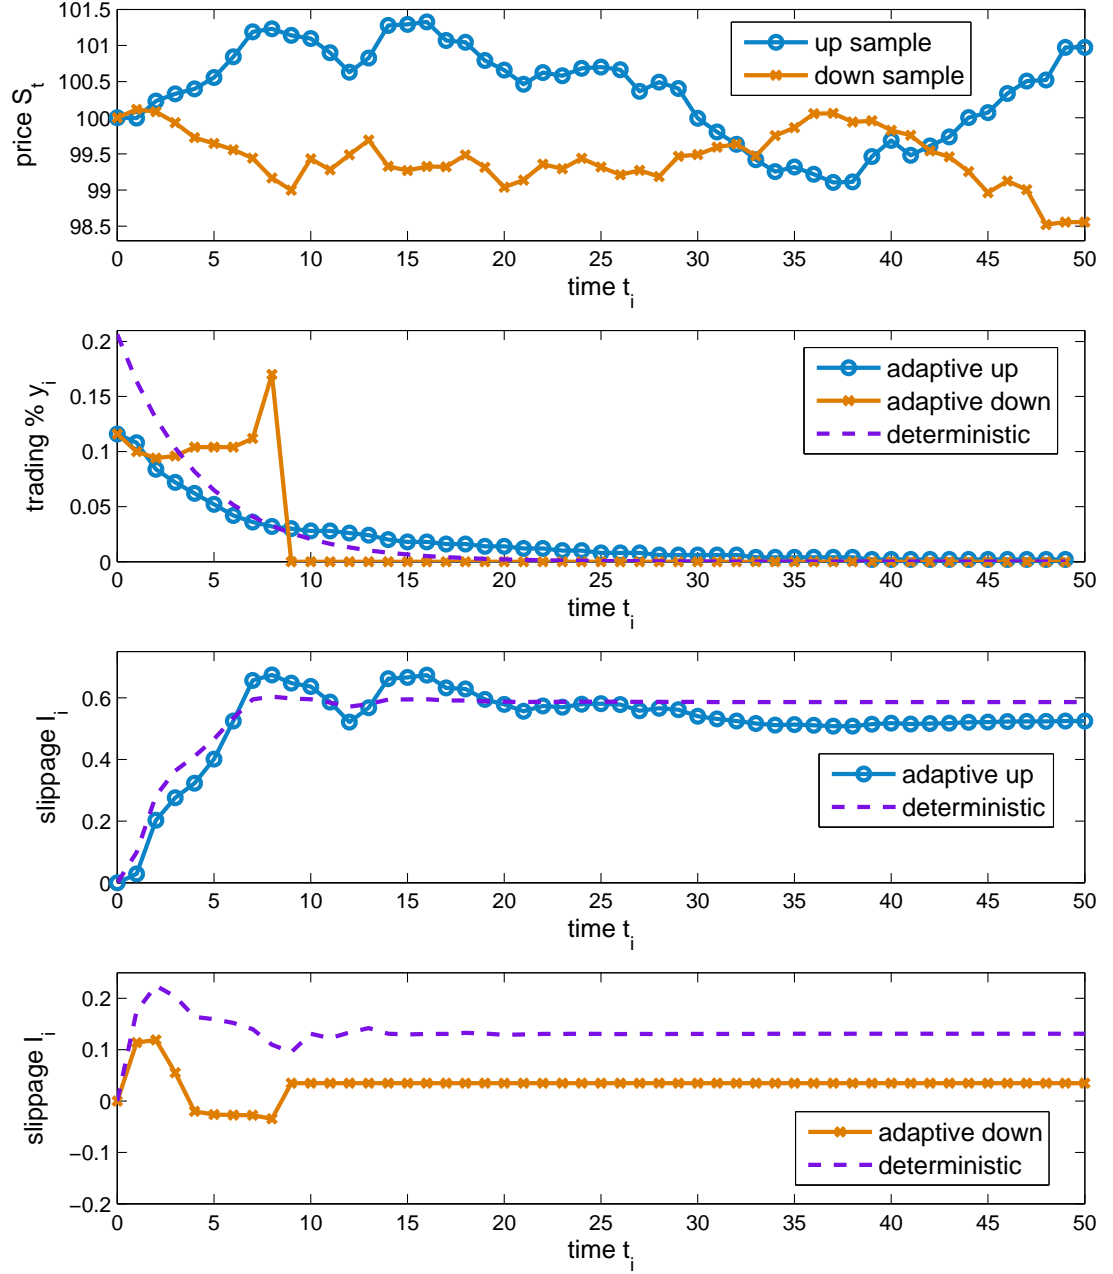 101.5
101
100.5
100
99.5
99
98.5
price S_t
up sample
down sample
0 5 10 15 20 25 30 35 40 45 50
time t_i
0.2
0.15
0.1
0.05
0
trading % y_i
adaptive up
adaptive down
deterministic
0 5 10 15 20 25 30 35 40 45 50
time t_i
0.6
0.4
0.2
0
slippage I_i
adaptive up
deterministic
0 5 10 15 20 25 30 35 40 45 50
time t_i
0.2
0.1
0
−0.1
−0.2
slippage I_i
adaptive down
deterministic
0 5 10 15 20 25 30 35 40 45 50
time t_i